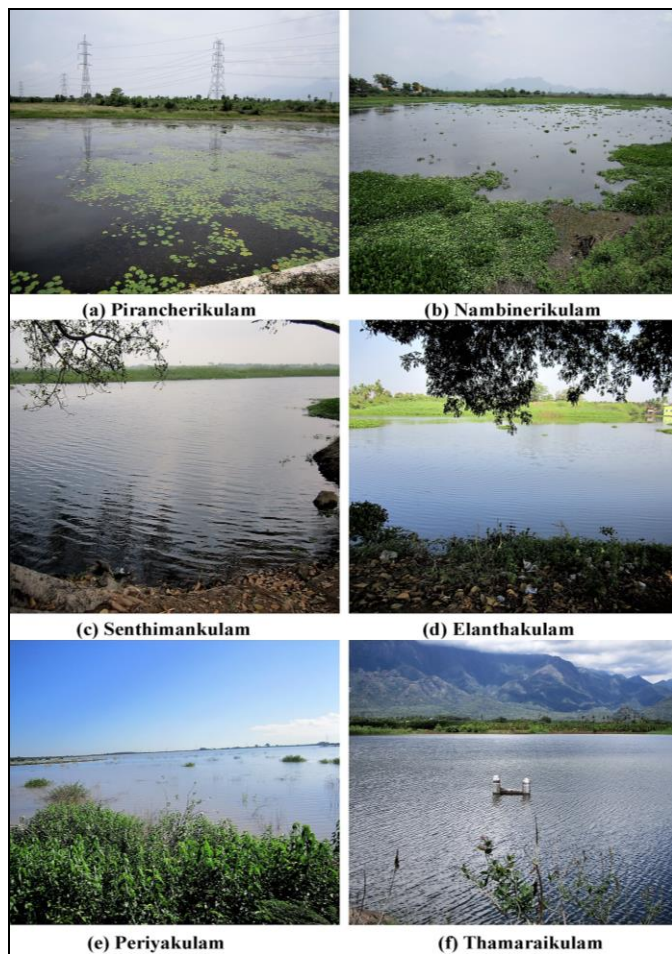 (a) Pirancherikulam
(b) Nambinerikulam
(c) Senthimankulam
(d) Elanthakulam
(e) Periyakulam
(f) Thamaraikulam